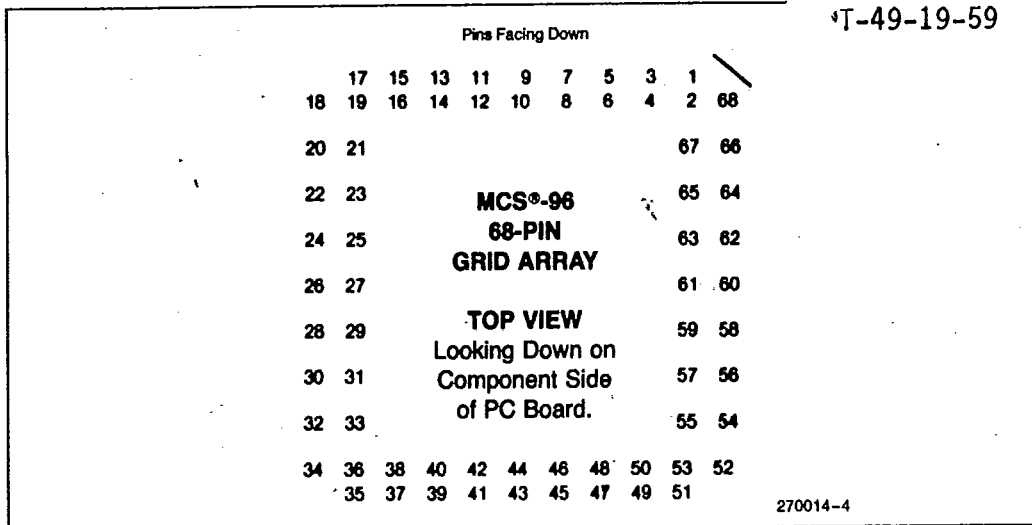 T-49-19-59
Pins Facing Down
17 15 13 11 9 7 5 3 1
18 19 16 14 12 10 8 6 4 2 68
20 21 67 66
22 23 MCS®-96 65 64
24 25 68-PIN 63 62
GRID ARRAY
26 27 61 60
28 29 TOP VIEW 59 58
Looking Down on
30 31 Component Side 57 56
of PC Board.
32 33 55 54
34 36 38 40 42 44 46 48 50 53 52
35 37 39 41 43 45 47 49 51
270014-4